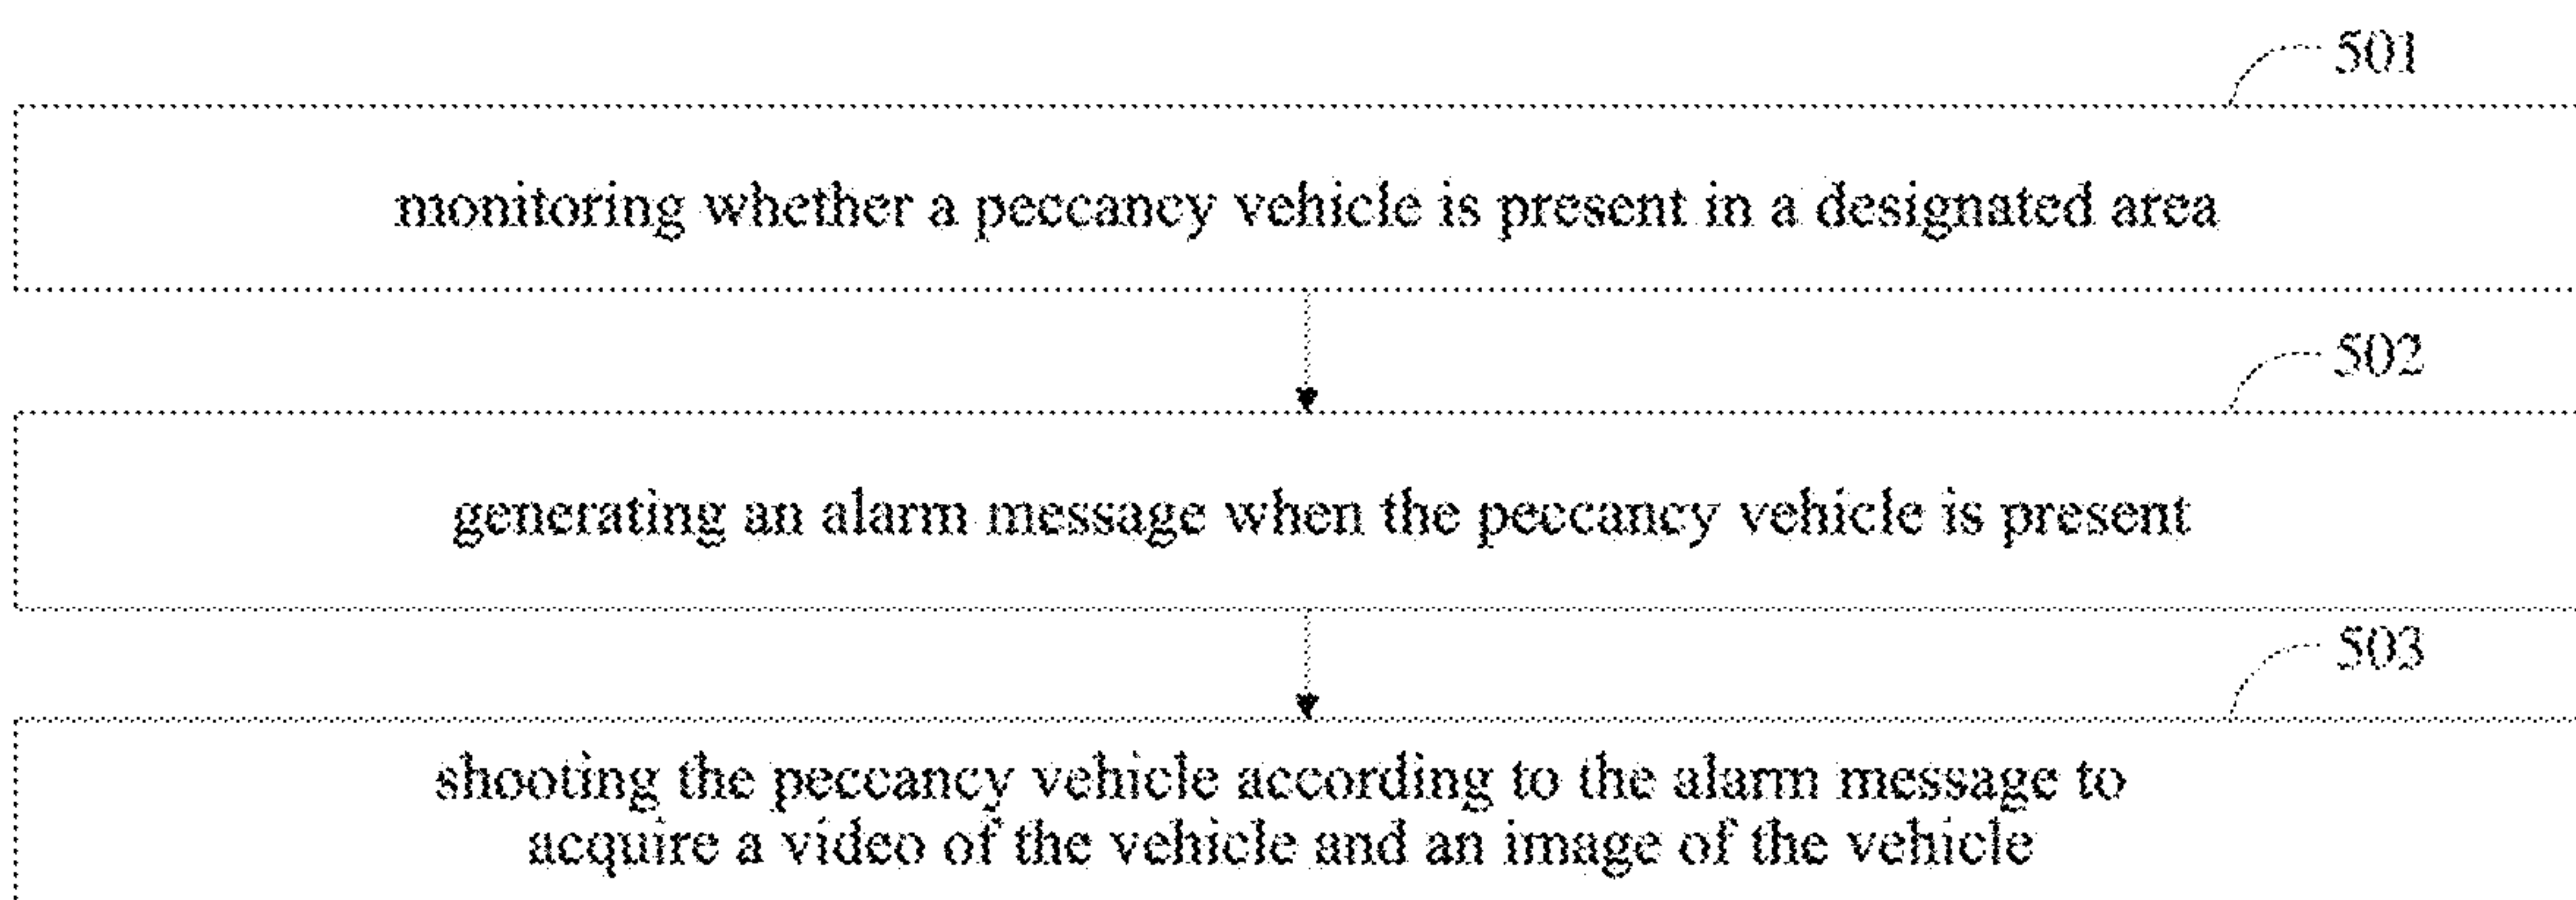 501
monitoring whether a peccancy vehicle is present in a designated area
502
generating an alarm message when the peccancy vehicle is present
503
shooting the peccancy vehicle according to the alarm message to
acquire a video of the vehicle and an image of the vehicle